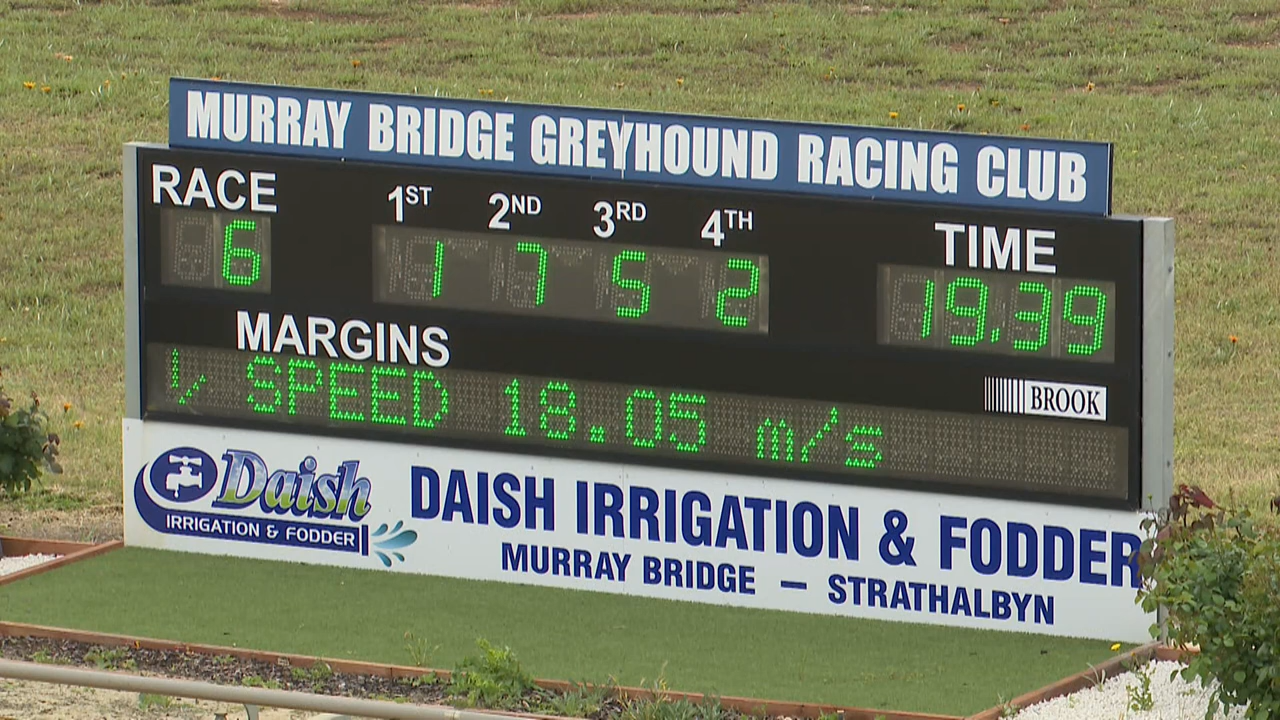 MURRAY BRIDGE GREYHOUND RACING CLUB
RACE 1ST 2ND 3RD 4TH TIME
6 1 7 5 2 19.39
MARGINS
SPEED 18.05 m/s
BROOK
Daish
IRRIGATION & FODDER
DAISH IRRIGATION & FODDER
MURRAY BRIDGE – STRATHALBYN